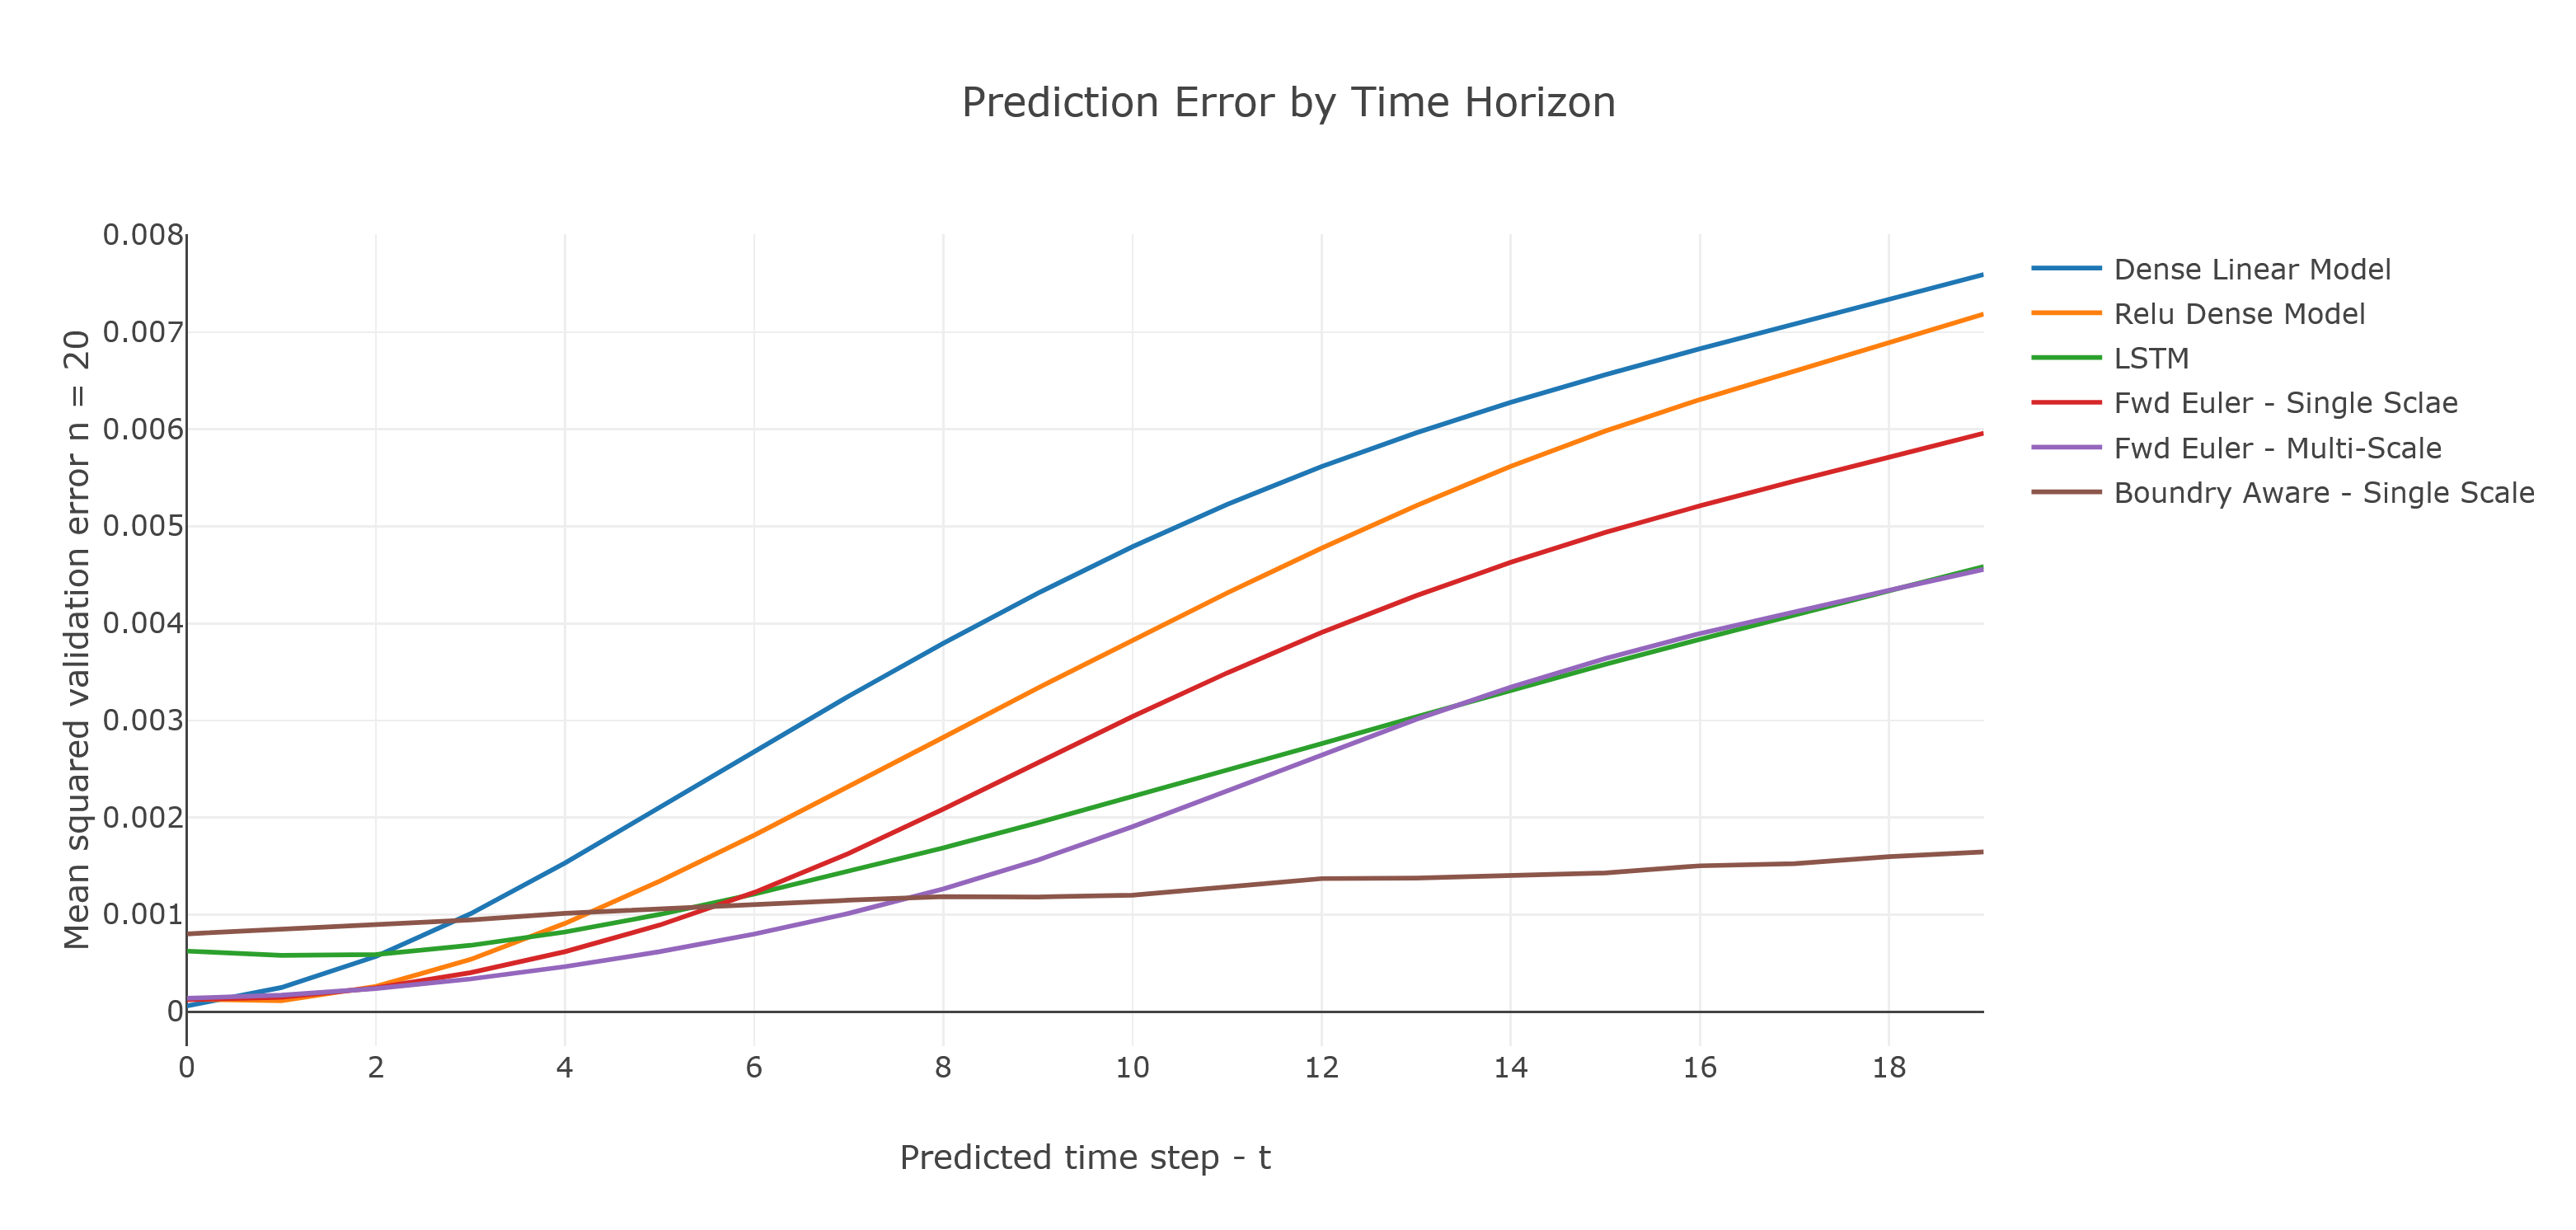 Prediction Error by Time Horizon
Mean squared validation error n = 20
0.008
0.007
0.006
0.005
0.004
0.003
0.002
0.001
0
0 2 4 6 8 10 12 14 16 18
Predicted time step - t
Dense Linear Model
Relu Dense Model
LSTM
Fwd Euler - Single Sclae
Fwd Euler - Multi-Scale
Boundry Aware - Single Scale